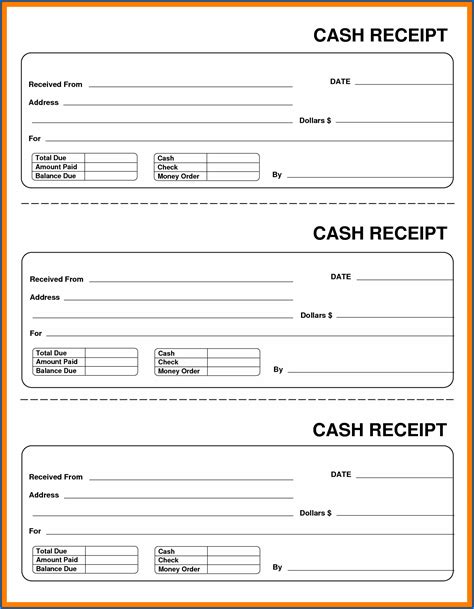 CASH RECEIPT
Received From DATE
Address
Dollars $
For
Total Due Cash
Amount Paid Check
Balance Due Money Order By
CASH RECEIPT
Received From DATE
Address
Dollars $
For
Total Due Cash
Amount Paid Check
Balance Due Money Order By
CASH RECEIPT
Received From DATE
Address
Dollars $
For
Total Due Cash
Amount Paid Check
Balance Due Money Order By